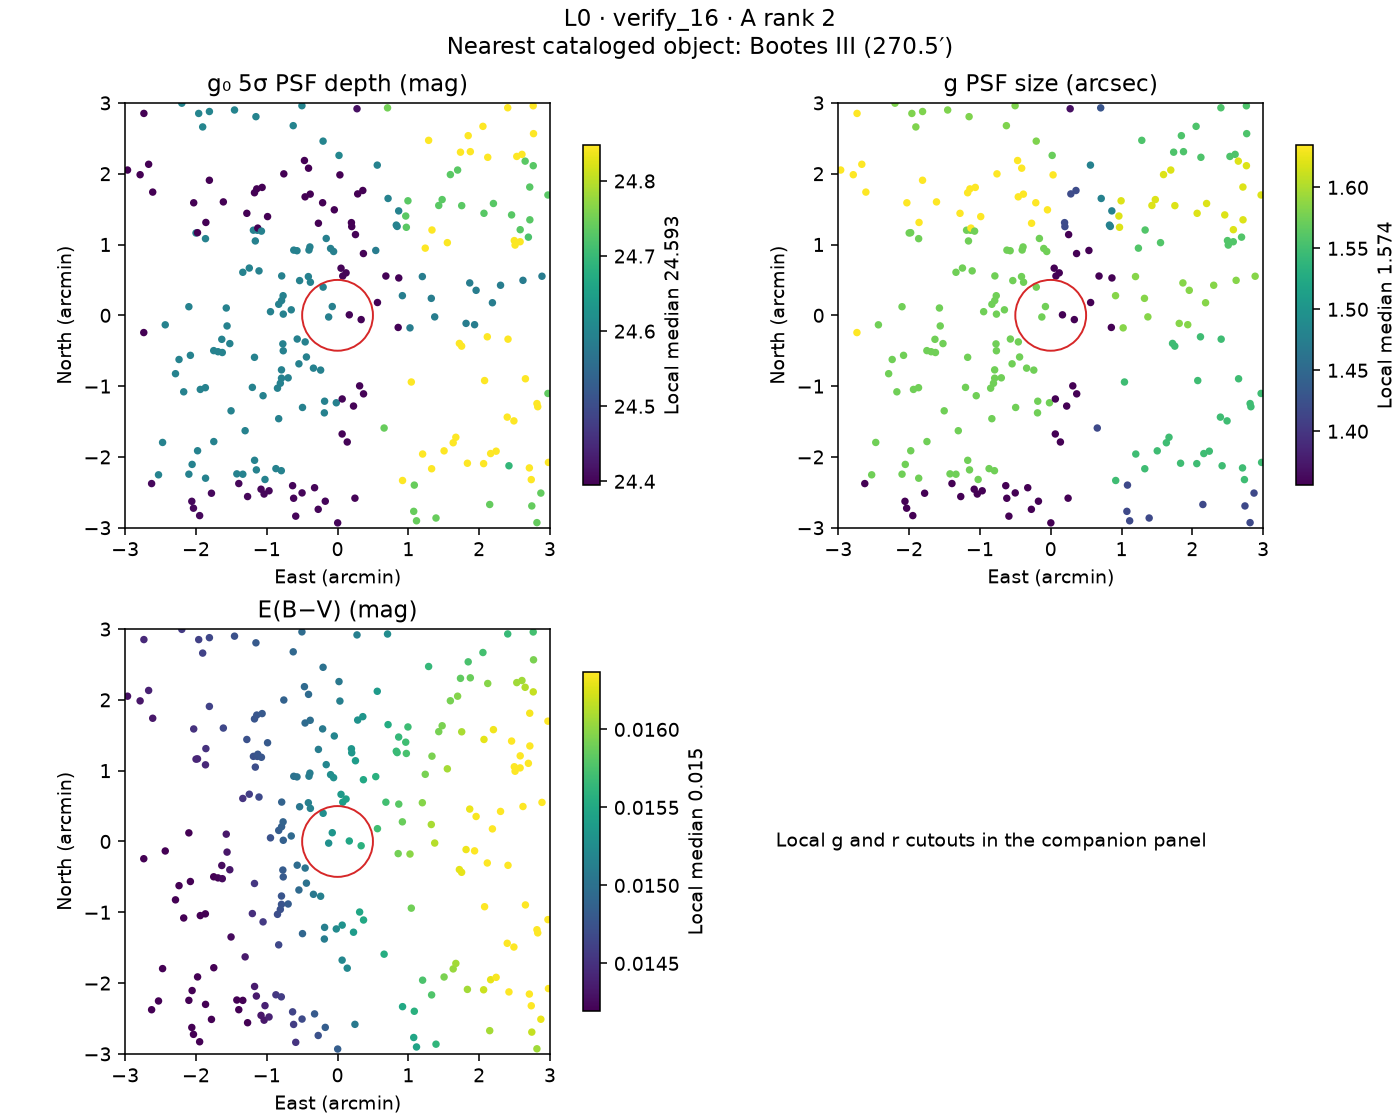 L0 · verify_16 · A rank 2
Nearest cataloged object: Bootes III (270.5′)
g₀ 5σ PSF depth (mag)
3
2
1
0
−1
−2
−3
−3 −2 −1 0 1 2 3
North (arcmin)
East (arcmin)
24.8
24.7
24.6
24.5
24.4
Local median 24.593
g PSF size (arcsec)
3
2
1
0
−1
−2
−3
−3 −2 −1 0 1 2 3
North (arcmin)
East (arcmin)
1.60
1.55
1.50
1.45
1.40
Local median 1.574
E(B−V) (mag)
3
2
1
0
−1
−2
−3
−3 −2 −1 0 1 2 3
North (arcmin)
East (arcmin)
0.0160
0.0155
0.0150
0.0145
Local median 0.015
Local g and r cutouts in the companion panel